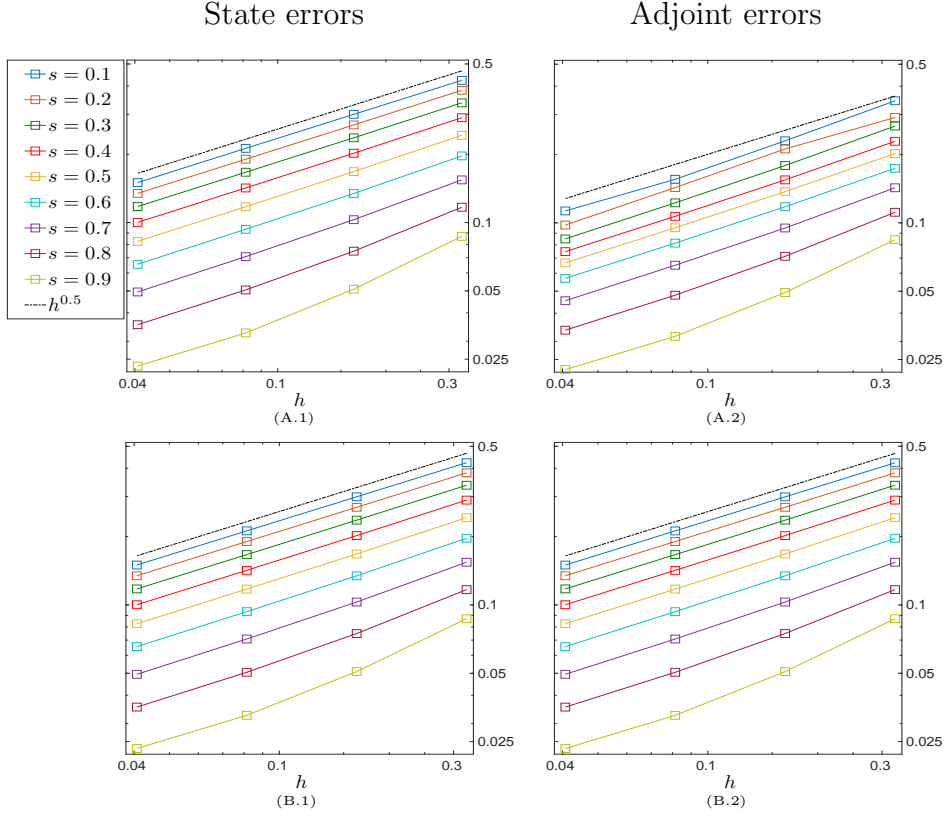 State errors
Adjoint errors
s = 0.1
s = 0.2
s = 0.3
s = 0.4
s = 0.5
s = 0.6
s = 0.7
s = 0.8
s = 0.9
h^0.5
0.5
0.1
0.05
0.025
0.04 0.1 0.3
h
(A.1)
0.5
0.1
0.05
0.025
0.04 0.1 0.3
h
(A.2)
0.5
0.1
0.05
0.025
0.04 0.1 0.3
h
(B.1)
0.5
0.1
0.05
0.025
0.04 0.1 0.3
h
(B.2)